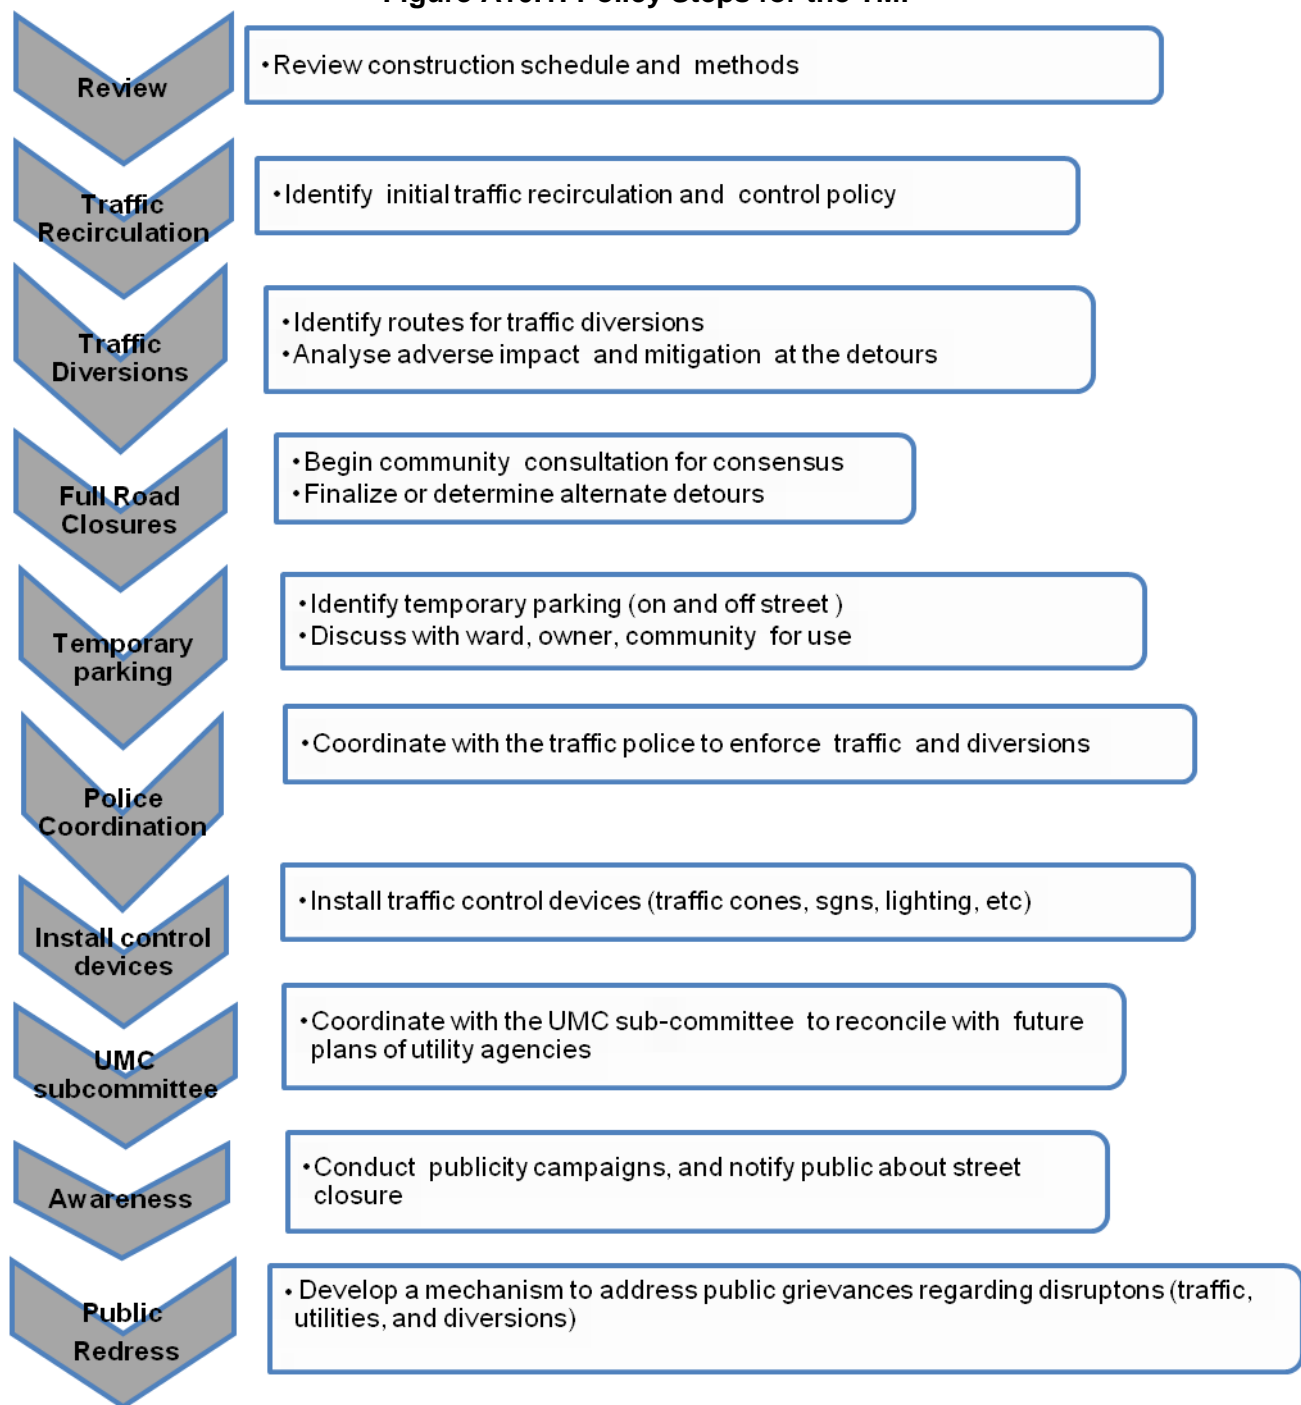 Review
• Review construction schedule and methods
Traffic
Recirculation
• Identify initial traffic recirculation and control policy
Traffic
Diversions
• Identify routes for traffic diversions
• Analyse adverse impact and mitigation at the detours
Full Road
Closures
• Begin community consultation for consensus
• Finalize or determine alternate detours
Temporary
parking
• Identify temporary parking (on and off street )
• Discuss with ward, owner, community for use
Police
Coordination
• Coordinate with the traffic police to enforce traffic and diversions
Install control
devices
• Install traffic control devices (traffic cones, sgns, lighting, etc)
UMC
subcommittee
• Coordinate with the UMC sub-committee to reconcile with future
plans of utility agencies
Awareness
• Conduct publicity campaigns, and notify public about street
closure
Public
Redress
• Develop a mechanism to address public grievances regarding disruptons (traffic,
utilities, and diversions)